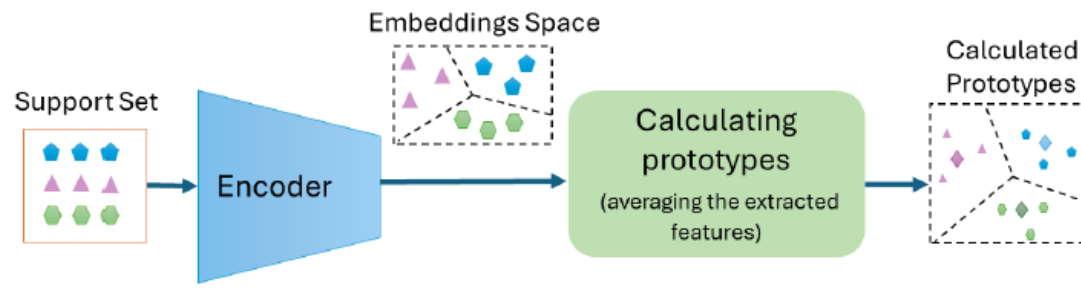 Support Set
Encoder
Embeddings Space
Calculating
prototypes
(averaging the extracted
features)
Calculated
Prototypes